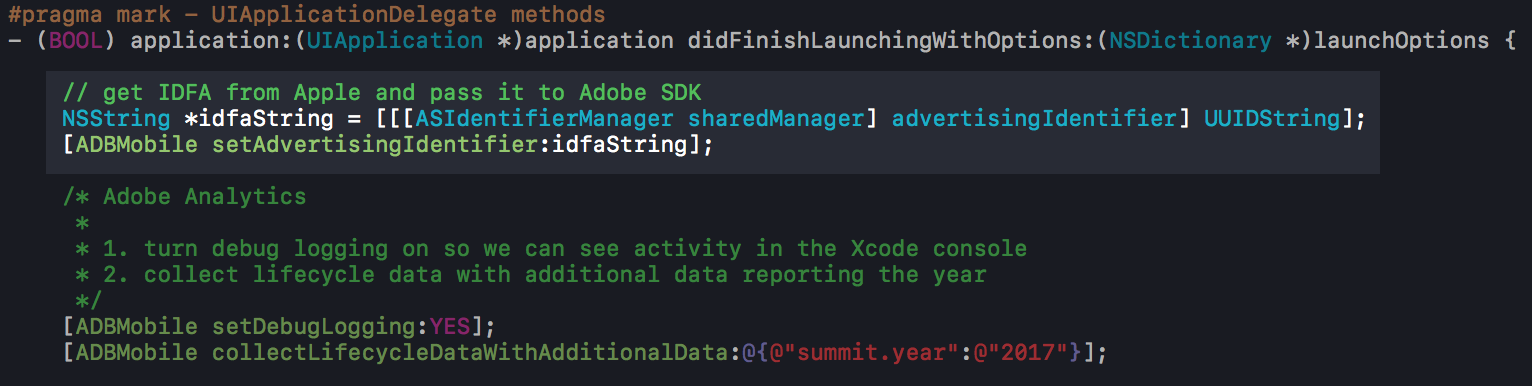 #pragma mark – UIApplicationDelegate methods
– (BOOL) application:(UIApplication *)application didFinishLaunchingWithOptions:(NSDictionary *)launchOptions {
// get IDFA from Apple and pass it to Adobe SDK
NSString *idfaString = [[[ASIdentifierManager sharedManager] advertisingIdentifier] UUIDString];
[ADBMobile setAdvertisingIdentifier:idfaString];
/* Adobe Analytics
*
* 1. turn debug logging on so we can see activity in the Xcode console
* 2. collect lifecycle data with additional data reporting the year
*/
[ADBMobile setDebugLogging:YES];
[ADBMobile collectLifecycleDataWithAdditionalData:@{@"summit.year":@"2017"}];